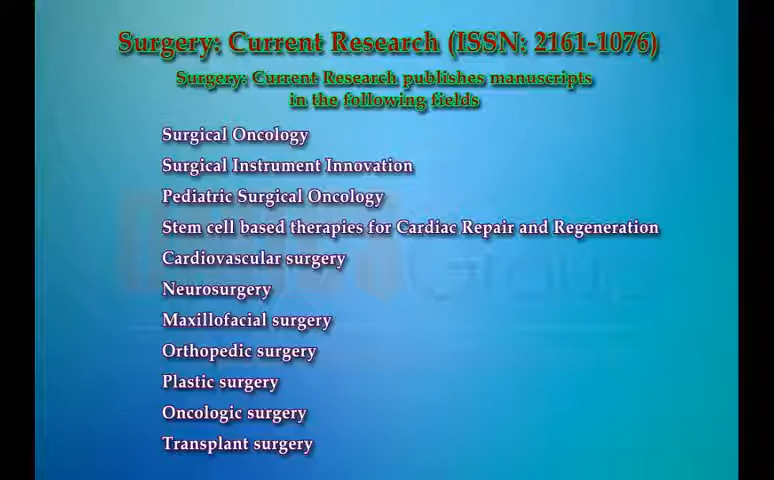 Surgery: Current Research (ISSN: 2161-1076)
Surgery: Current Research publishes manuscripts
in the following fields
Surgical Oncology
Surgical Instrument Innovation
Pediatric Surgical Oncology
Stem cell based therapies for Cardiac Repair and Regeneration
Cardiovascular surgery
Neurosurgery
Maxillofacial surgery
Orthopedic surgery
Plastic surgery
Oncologic surgery
Transplant surgery
Group